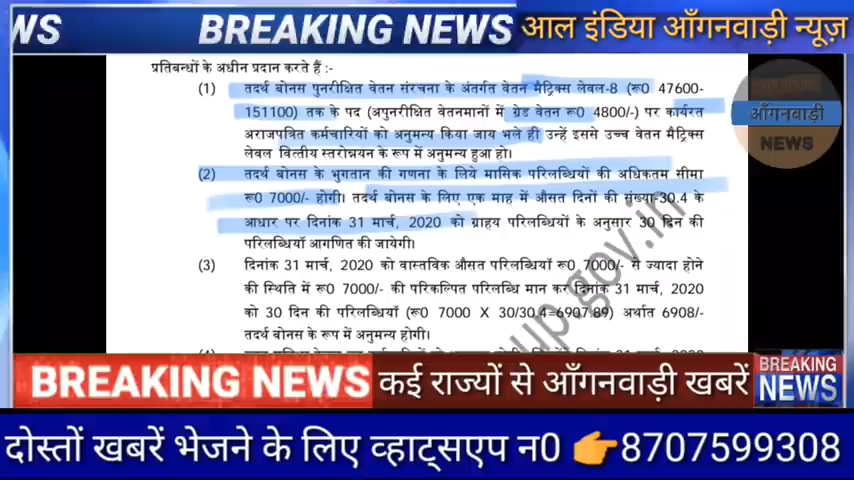 WS
BREAKING NEWS
आल इंडिया आँगनवाड़ी न्यूज़
प्रतिबन्धों के अधीन प्रदान करते हैं :-
(1) तदर्थ बोनस पुनरीक्षित वेतन संरचना के अंतर्गत वेतन मैट्रिक्स लेवल-8 (रू0 47600-
151100) तक के पद (अपुनरीक्षित वेतनमानों में ग्रेड वेतन रू0 4800/-) पर कार्यरत
अराजपत्रित कर्मचारियों को अनुमन्य किया जाय भले ही उन्हें इससे उच्च वेतन मैट्रिक्स
लेवल वित्तीय स्तरोन्नयन के रूप में अनुमन्य हुआ हो।
(2) तदर्थ बोनस के भुगतान की गणना के लिये मासिक परिलब्धियों की अधिकतम सीमा
रू0 7000/- होगी। तदर्थ बोनस के लिए एक माह में औसत दिनों की संख्या-30.4 के
आधार पर दिनांक 31 मार्च, 2020 को ग्राहय परिलब्धियों के अनुसार 30 दिन की
परिलब्धियॉ आगणित की जायेगी।
(3) दिनांक 31 मार्च, 2020 को वास्तविक औसत परिलब्धियॉ रू0 7000/- से ज्यादा होने
की स्थिति में रू0 7000/- की परिकल्पित परिलब्धि मान कर दिनांक 31 मार्च, 2020
को 30 दिन की परिलब्धियॉ (रू0 7000 X 30/30.4=6907.89) अर्थात 6908/-
तदर्थ बोनस के रूप में अनुमन्य होगी।
up.gov.in
आँगनवाड़ी
NEWS
BREAKING NEWS
कई राज्यों से आँगनवाड़ी खबरें
BREAKING
NEWS
दोस्तों खबरें भेजने के लिए व्हाट्सएप न0 👉8707599308